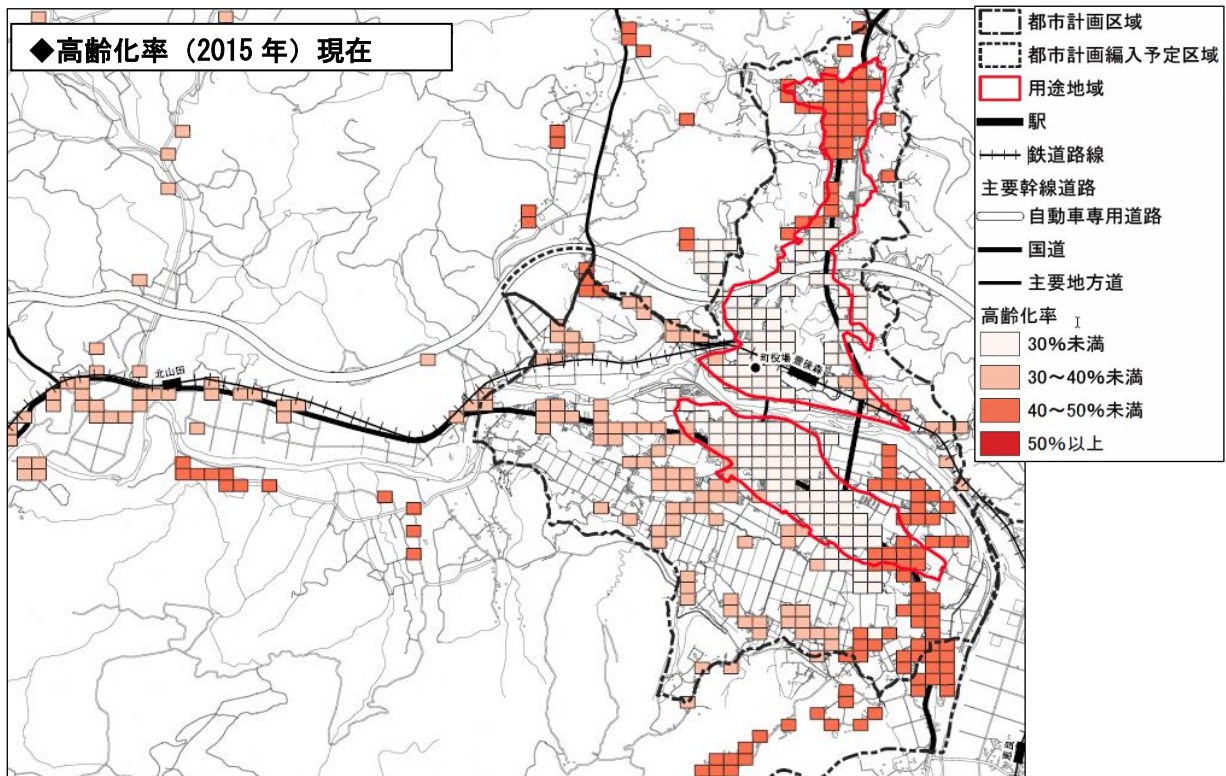 ◆高齢化率（2015 年）現在
都市計画区域
都市計画編入予定区域
用途地域
駅
鉄道路線
主要幹線道路
自動車専用道路
国道
主要地方道
高齢化率
30％未満
30～40％未満
40～50％未満
50％以上
町役場
豊後森
北山田